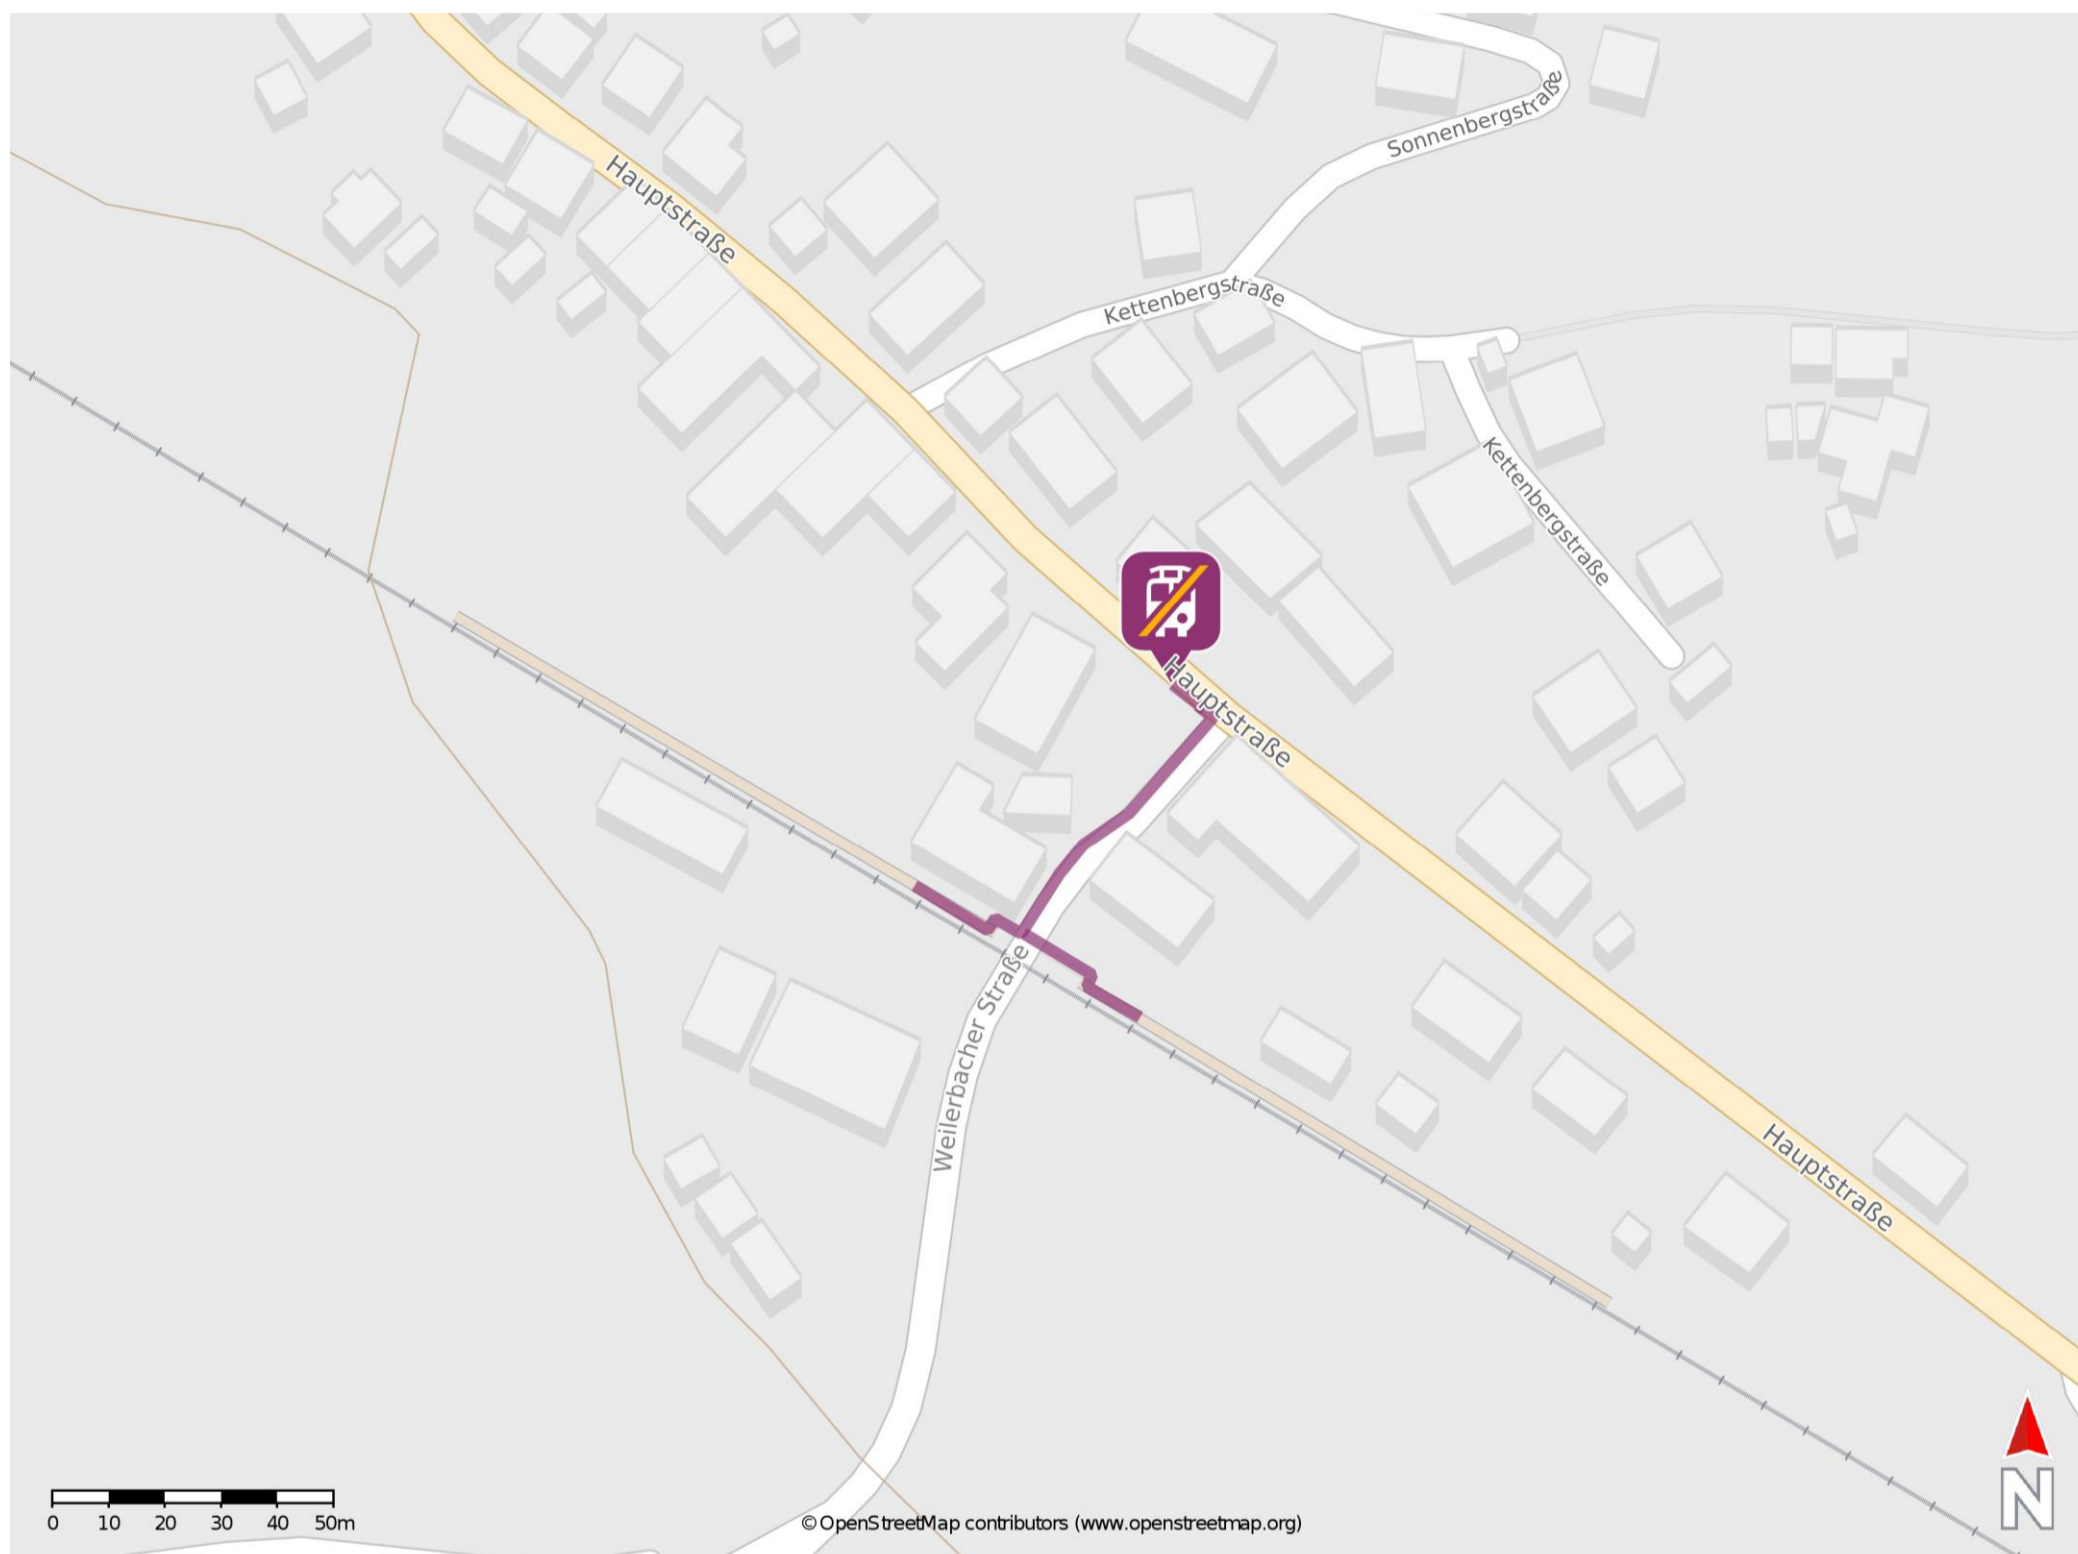 Sonnenbergstraße
Hauptstraße
Kettenbergstraße
Kettenbergstraße
Hauptstraße
Weilerbacher Straße
Hauptstraße
0 10 20 30 40 50m
© OpenStreetMap contributors (www.openstreetmap.org)
N